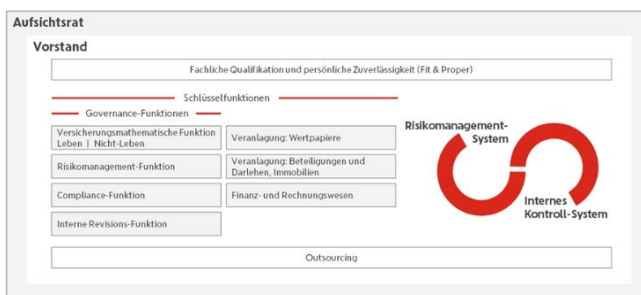 Aufsichtsrat
Vorstand
Fachliche Qualifikation und persönliche Zuverlässigkeit (Fit & Proper)
Schlüsselfunktionen
Governance-Funktionen
Versicherungsmathematische Funktion
Leben | Nicht-Leben
Risikomanagement-Funktion
Compliance-Funktion
Interne Revisions-Funktion
Veranlagung: Wertpapiere
Veranlagung: Beteiligungen und
Darlehen, Immobilien
Finanz- und Rechnungswesen
Risikomanagement-
System
Internes
Kontroll-System
Outsourcing